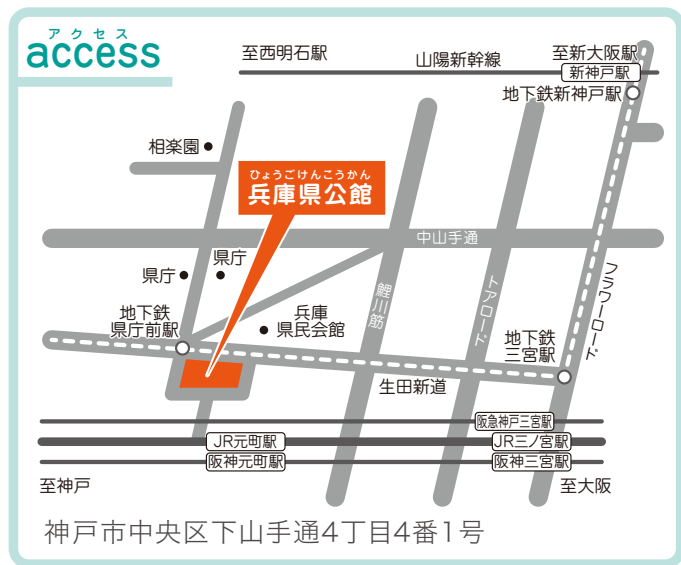 アクセス
access
至西明石駅
山陽新幹線
至新大阪駅
新神戸駅
地下鉄新神戸駅
相楽園
ひょうごけんこうかん
兵庫県公館
中山手通
県庁
県庁
フラワーロード
トアロード
鯉川筋
地下鉄
県庁前駅
兵庫
県民会館
地下鉄
三宮駅
生田新道
阪急神戸三宮駅
JR元町駅
JR三ノ宮駅
阪神元町駅
阪神三宮駅
至神戸
至大阪
神戸市中央区下山手通4丁目4番1号